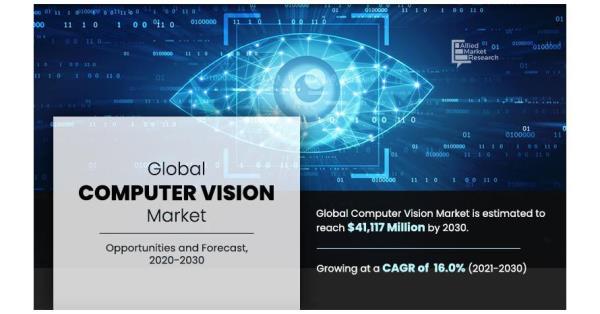 Allied
Market
Research
Global
COMPUTER VISION
Market
Opportunities and Forecast,
2020-2030
Global Computer Vision Market is estimated to
reach $41,117 Million by 2030.
Growing at a CAGR of 16.0% (2021-2030)